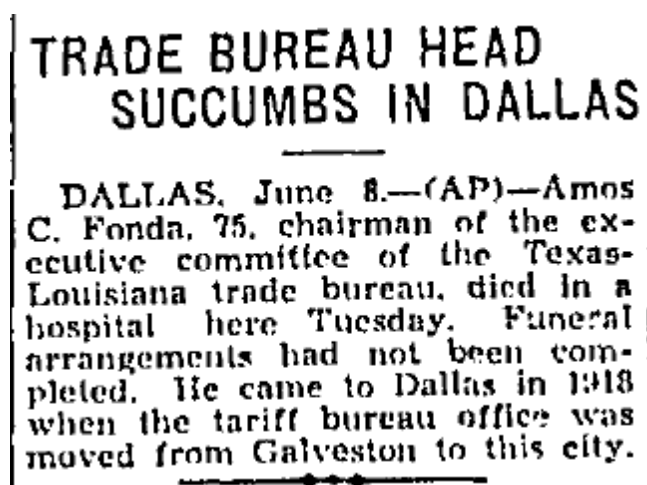 TRADE BUREAU HEAD
SUCCUMBS IN DALLAS
DALLAS, June 8.—(AP)—Amos
C. Fonda, 75, chairman of the ex-
ecutive committee of the Texas-
Louisiana trade bureau, died in a
hospital here Tuesday. Funeral
arrangements had not been com-
pleted. He came to Dallas in 1918
when the tariff bureau office was
moved from Galveston to this city.